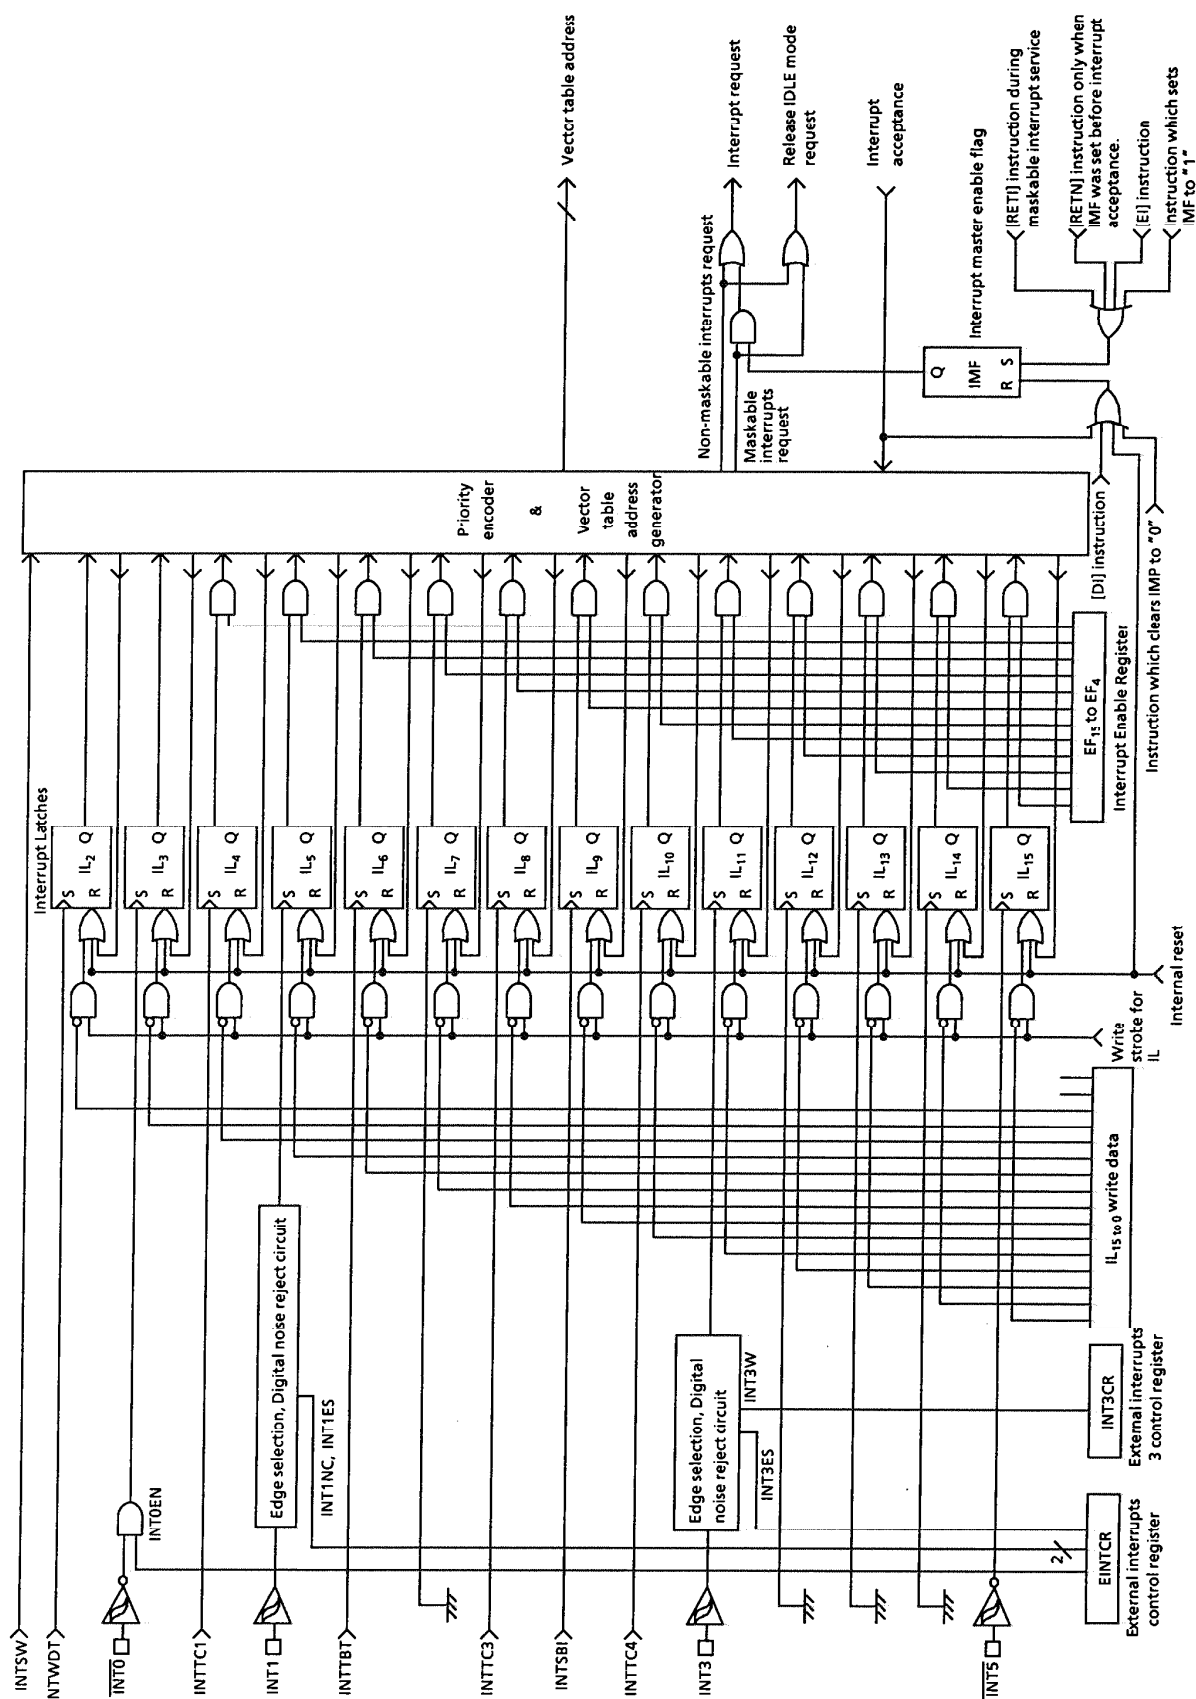 INTSW
NTWDT
INT0
INTTC1
INT1
INTTBT
INTTC3
INTSBI
INTTC4
INT3
INT5
INT0EN
Edge selection, Digital noise reject circuit
INT1NC, INT1ES
Edge selection, Digital
noise reject circuit
INT3W
INT3ES
2
EINTCR
External interrupts
control register
INT3CR
External interrupts
3 control register
IL15 to 0 write data
Write
stroke for
IL
Internal reset
Interrupt Latches
S
R
IL2
Q
S
R
IL3
Q
S
R
IL4
Q
S
R
IL5
Q
S
R
IL6
Q
S
R
IL7
Q
S
R
IL8
Q
S
R
IL9
Q
S
R
IL10
Q
S
R
IL11
Q
S
R
IL12
Q
S
R
IL13
Q
S
R
IL14
Q
S
R
IL15
Q
EF15 to EF4
Interrupt Enable Register
Instruction which clears IMP to "0"
[DI] instruction
Priority
encoder
&
Vector
table
address
generator
Non-maskable interrupts request
Maskable
interrupts
request
Vector table address
Interrupt request
Release IDLE mode
request
Interrupt
acceptance
Interrupt master enable flag
Q
IMF
R
S
[RETI] instruction during
maskable interrupt service
[RETN] instruction only when
IMF was set before interrupt
acceptance.
[EI] instruction
nstruction which sets
IMF to "1"